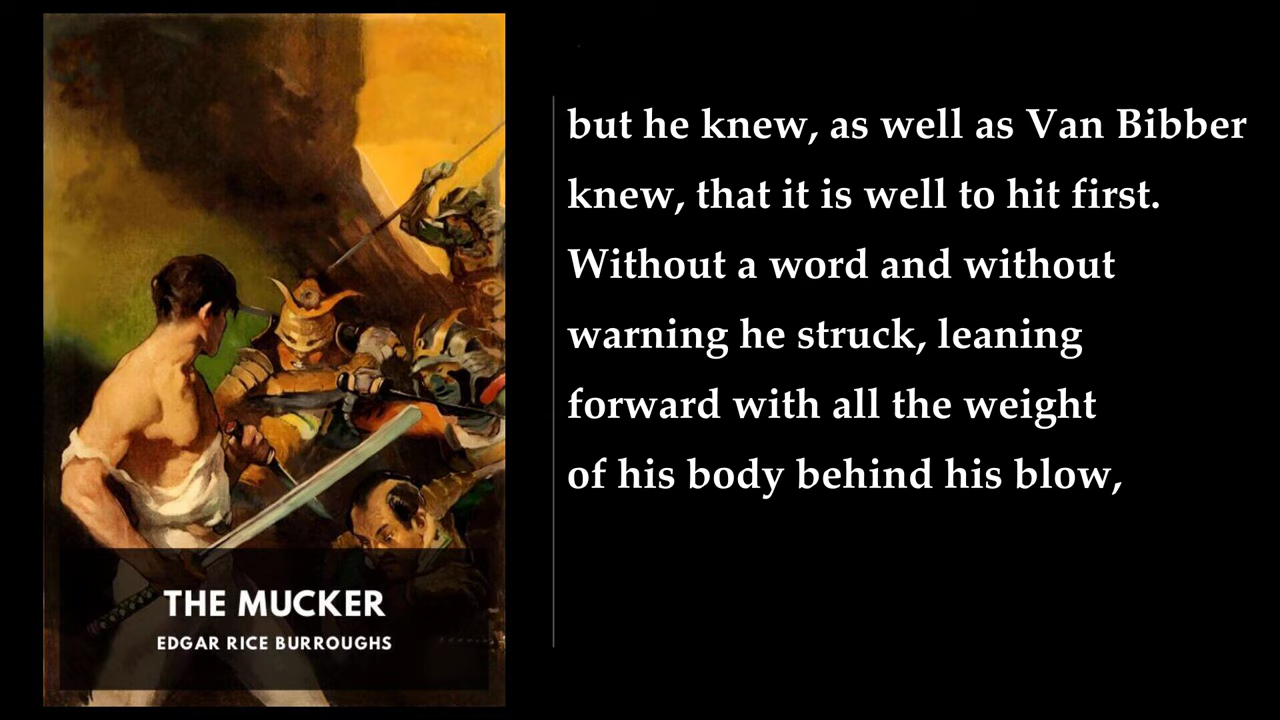 THE MUCKER
EDGAR RICE BURROUGHS
but he knew, as well as Van Bibber
knew, that it is well to hit first.
Without a word and without
warning he struck, leaning
forward with all the weight
of his body behind his blow,